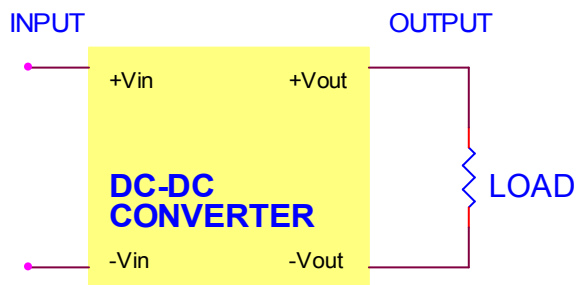 INPUT
OUTPUT
+Vin
+Vout
DC-DC
CONVERTER
LOAD
-Vin
-Vout